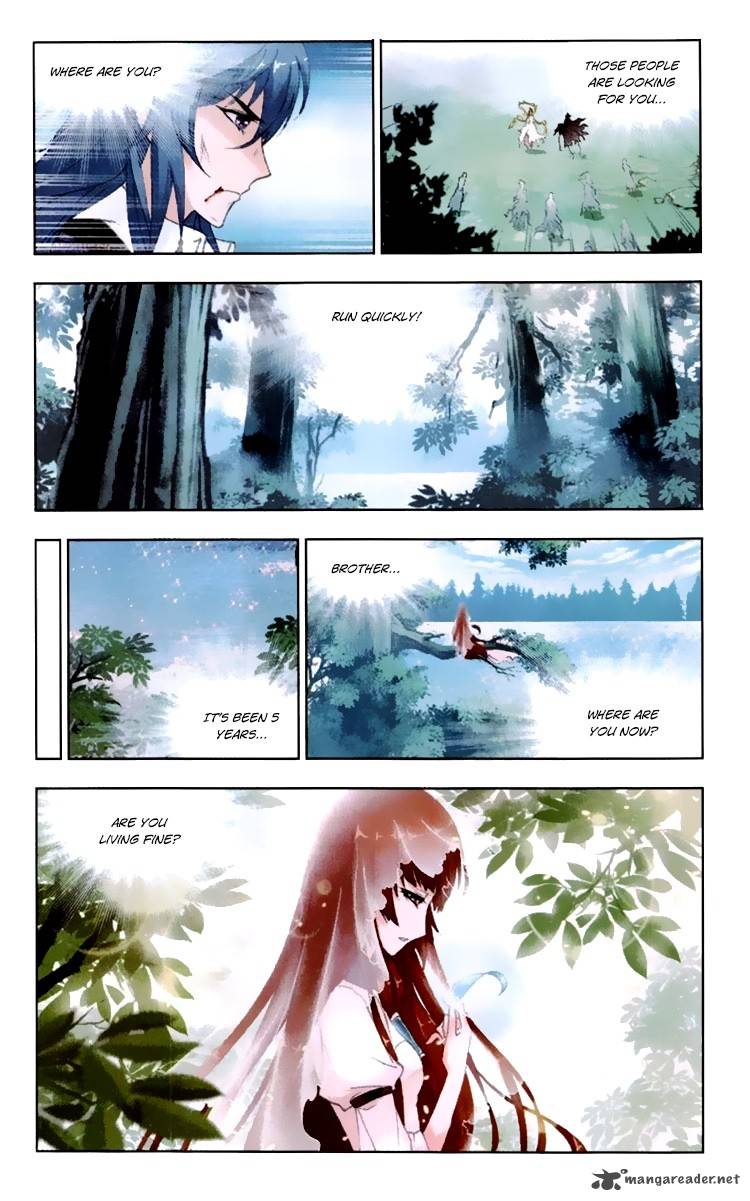 WHERE ARE YOU?
THOSE PEOPLE
ARE LOOKING
FOR YOU...
RUN QUICKLY!
IT'S BEEN 5
YEARS...
BROTHER...
WHERE ARE
YOU NOW?
ARE YOU
LIVING FINE?
mangareader.net